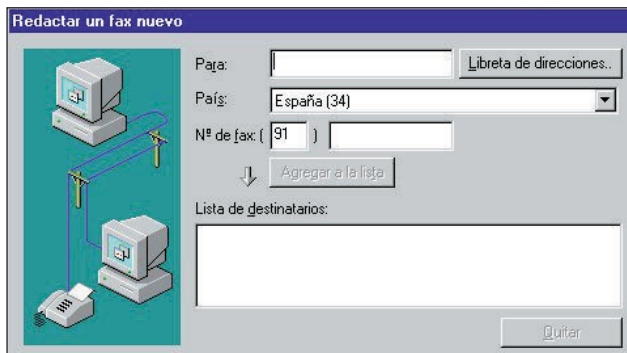 Redactar un fax nuevo
Para:
Libreta de direcciones..
País:
España (34)
Nº de fax: ( 91 )
Agregar a la lista
Lista de destinatarios:
Quitar